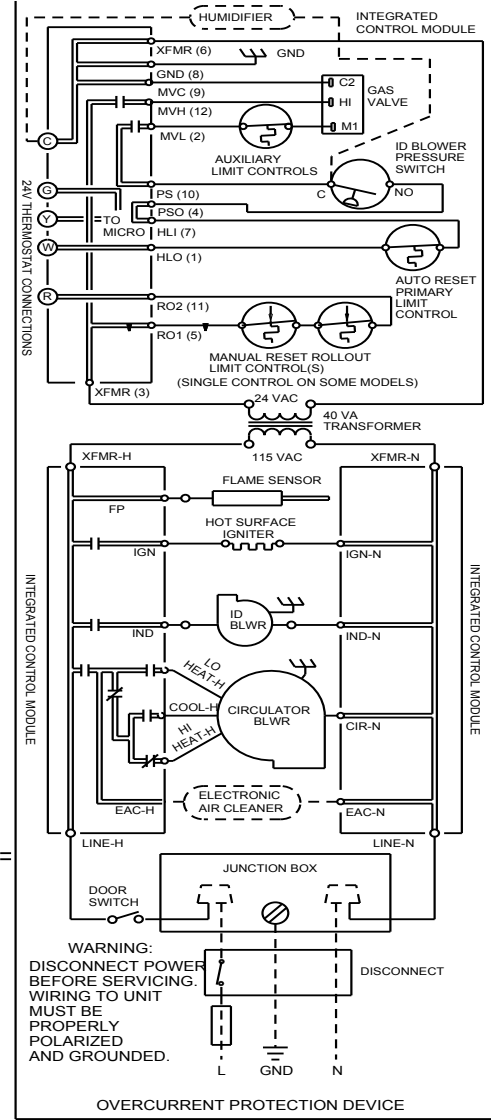 HUMIDIFIER
INTEGRATED
CONTROL MODULE
XFMR (6)
GND
GND (8)
MVC (9)
MVH (12)
MVL (2)
C2
HI
M1
GAS
VALVE
AUXILIARY
LIMIT CONTROLS
ID BLOWER
PRESSURE
SWITCH
C
NO
C
G
Y
W
R
24V THERMOSTAT CONNECTIONS
TO
MICRO
PS (10)
PSO (4)
HLI (7)
HLO (1)
AUTO RESET
PRIMARY
LIMIT
CONTROL
RO2 (11)
RO1 (5)
MANUAL RESET ROLLOUT
LIMIT CONTROL(S)
(SINGLE CONTROL ON SOME MODELS)
XFMR (3)
24 VAC
40 VA
TRANSFORMER
115 VAC
XFMR-H
XFMR-N
FLAME SENSOR
FP
HOT SURFACE
IGNITER
IGN
IGN-N
INTEGRATED CONTROL MODULE
INTEGRATED CONTROL MODULE
ID
BLWR
IND
IND-N
LO
HEAT-H
COOL-H
HI
HEAT-H
CIRCULATOR
BLWR
CIR-N
ELECTRONIC
AIR CLEANER
EAC-H
EAC-N
LINE-H
LINE-N
JUNCTION BOX
DOOR
SWITCH
WARNING:
DISCONNECT POWER
BEFORE SERVICING.
WIRING TO UNIT
MUST BE
PROPERLY
POLARIZED
AND GROUNDED.
DISCONNECT
L
GND
N
OVERCURRENT PROTECTION DEVICE